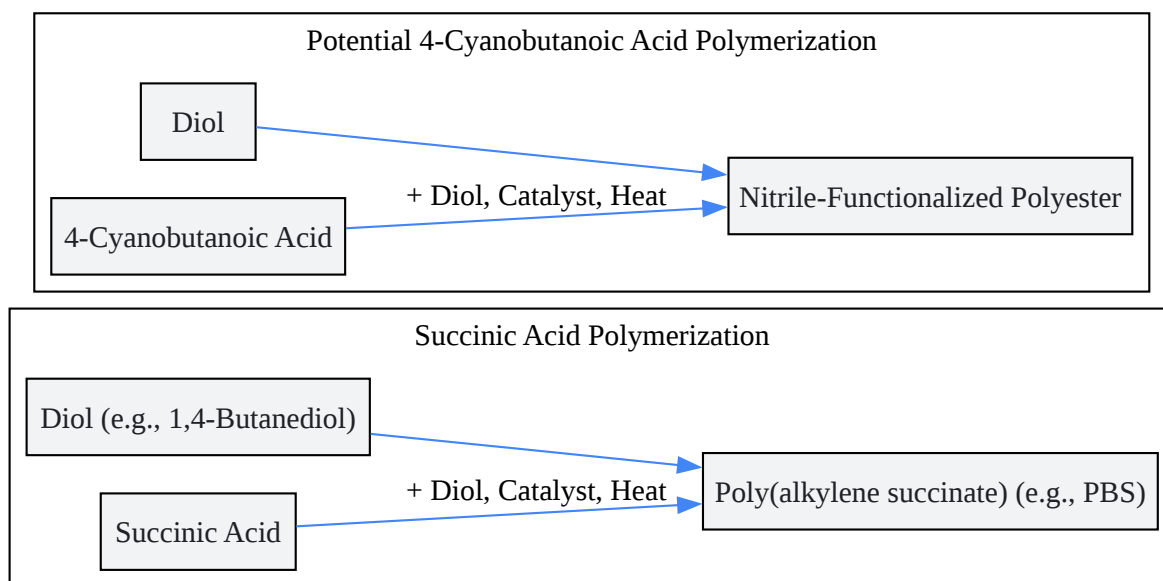 Potential 4-Cyanobutanoic Acid Polymerization
Diol
+ Diol, Catalyst, Heat
Nitrile-Functionalized Polyester
4-Cyanobutanoic Acid
Succinic Acid Polymerization
Diol (e.g., 1,4-Butanediol)
+ Diol, Catalyst, Heat
Poly(alkylene succinate) (e.g., PBS)
Succinic Acid